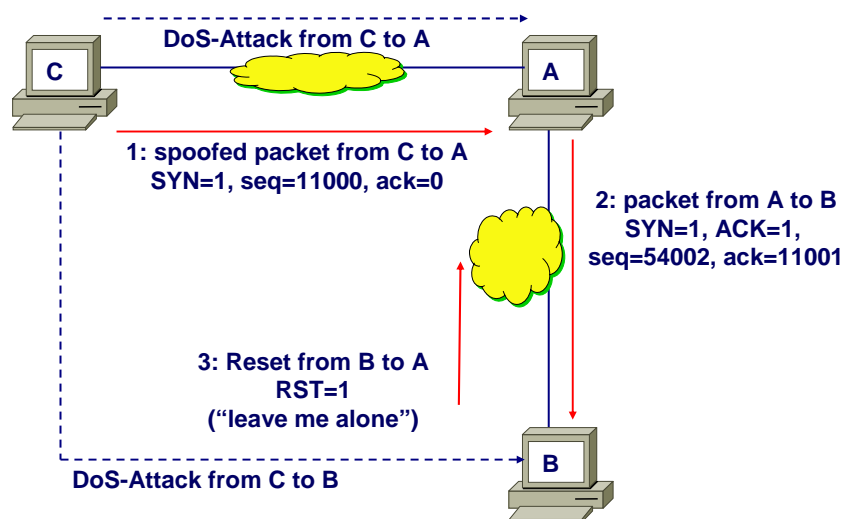 DoS-Attack from C to A
C
A
1: spoofed packet from C to A
SYN=1, seq=11000, ack=0
2: packet from A to B
SYN=1, ACK=1,
seq=54002, ack=11001
3: Reset from B to A
RST=1
(“leave me alone”)
B
DoS-Attack from C to B